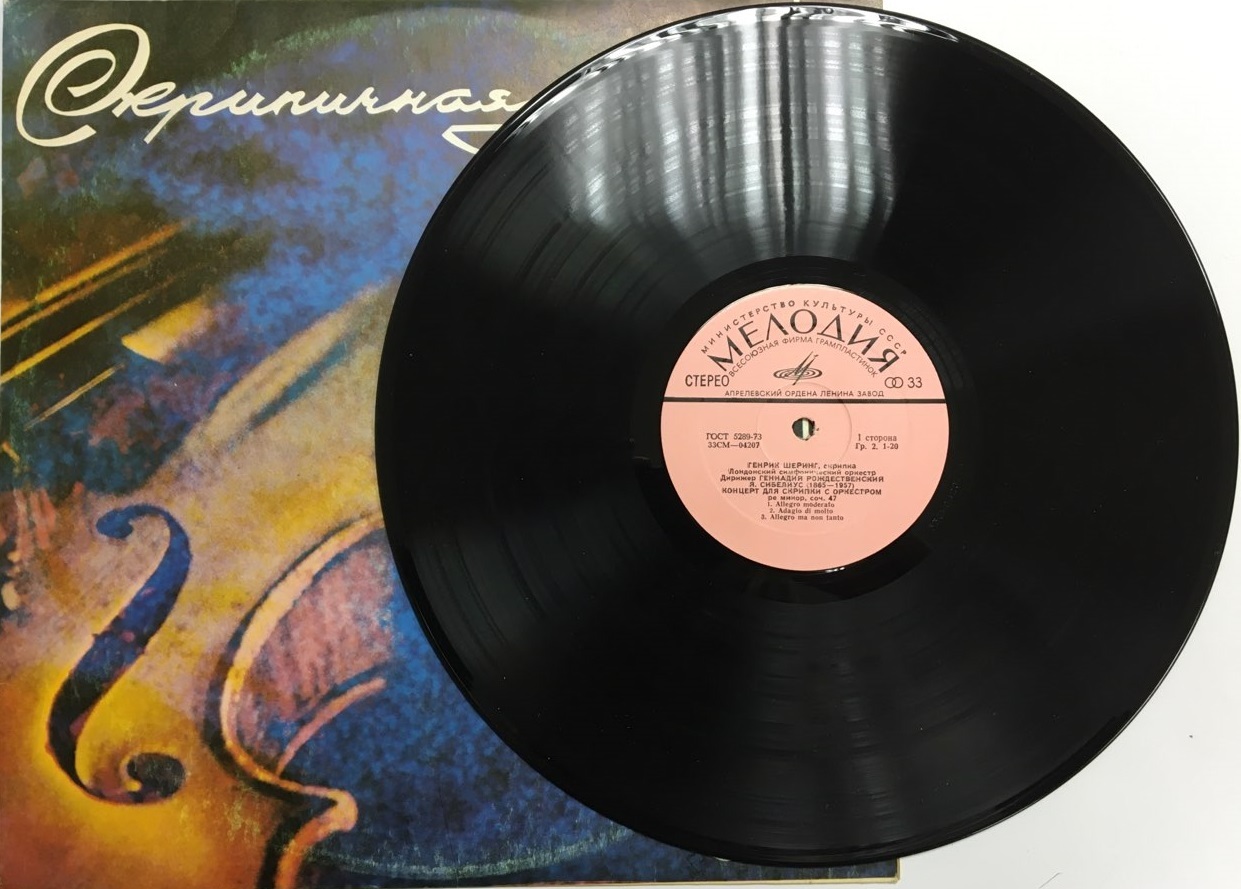 Скрипичная
МИНИСТЕРСТВО КУЛЬТУРЫ СССР
МЕЛОДИЯ
ВСЕСОЮЗНАЯ ФИРМА ГРАМПЛАСТИНОК
СТЕРЕО 33
АПРЕЛЕВСКИЙ ОРДЕНА ЛЕНИНА ЗАВОД
ГОСТ 5289-73 1 сторона
33СМ—04207 Гр. 2. 1-20
ГЕНРИК ШЕРИНГ, скрипка
Лондонский симфонический оркестр
Дирижер ГЕННАДИЙ РОЖДЕСТВЕНСКИЙ
Я. СИБЕЛИУС (1865—1957)
КОНЦЕРТ ДЛЯ СКРИПКИ С ОРКЕСТРОМ
ре минор, соч. 47
1. Allegro moderato
2. Adagio di molto
3. Allegro ma non tanto